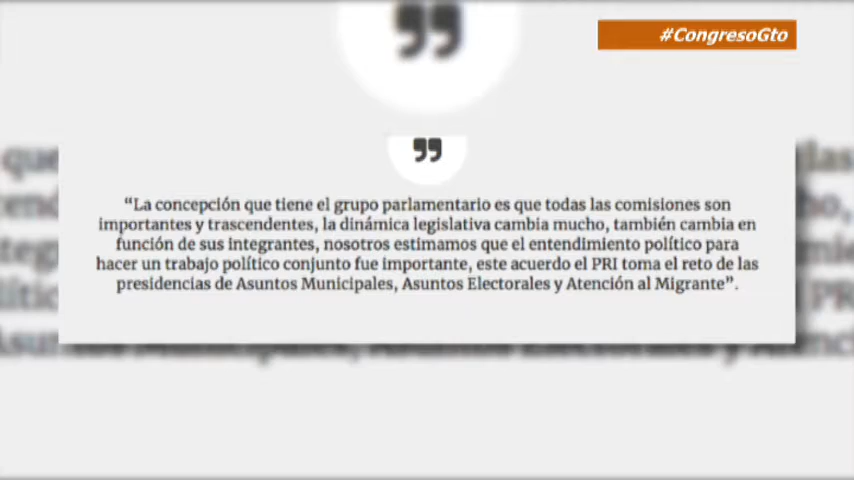 #CongresoGto
“La concepción que tiene el grupo parlamentario es que todas las comisiones son
importantes y trascendentes, la dinámica legislativa cambia mucho, también cambia en
función de sus integrantes, nosotros estimamos que el entendimiento político para
hacer un trabajo político conjunto fue importante, este acuerdo el PRI toma el reto de las
presidencias de Asuntos Municipales, Asuntos Electorales y Atención al Migrante”.